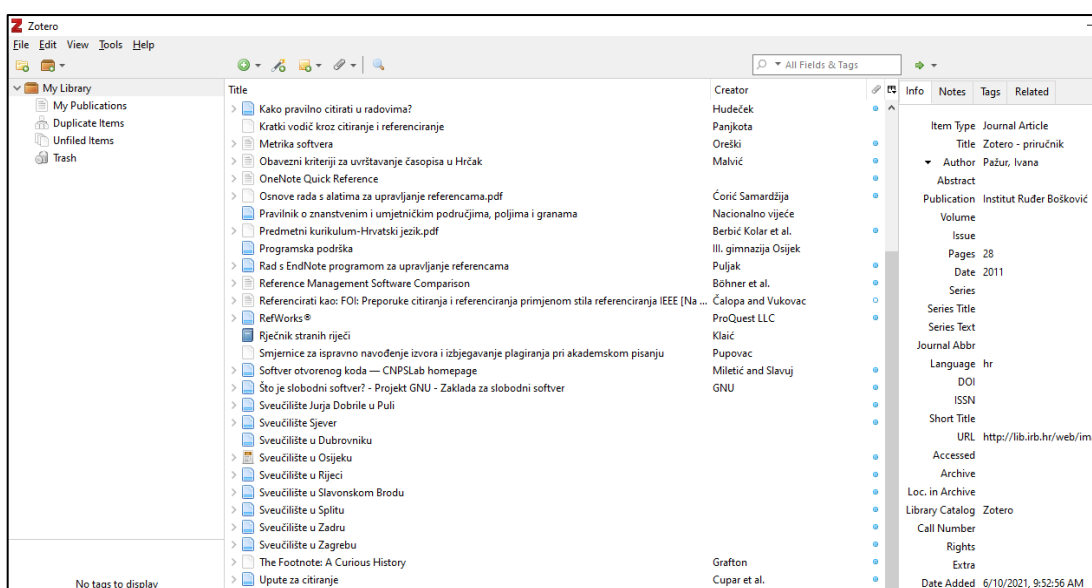 Zotero
File Edit View Tools Help
All Fields & Tags
My Library
My Publications
Duplicate Items
Unfiled Items
Trash
No tags to display
Title Creator
Kako pravilno citirati u radovima? Hudeček
Kratki vodič kroz citiranje i referenciranje Panjkota
Metrika softvera Oreški
Obavezni kriteriji za uvrštavanje časopisa u Hrčak Malvić
OneNote Quick Reference
Osnove rada s alatima za upravljanje referencama.pdf Ćorić Samardžija
Pravilnik o znanstvenim i umjetničkim područjima, poljima i granama Nacionalno vijeće
Predmetni kurikulum-Hrvatski jezik.pdf Berbić Kolar et al.
Programska podrška III. gimnazija Osijek
Rad s EndNote programom za upravljanje referencama Puljak
Reference Management Software Comparison Böhner et al.
Referencirati kao: FOI: Preporuke citiranja i referenciranja primjenom stila referenciranja IEEE [Na ... Čalopa and Vukovac
RefWorks® ProQuest LLC
Rječnik stranih riječi Klaić
Smjernice za ispravno navođenje izvora i izbjegavanje plagiranja pri akademskom pisanju Pupovac
Softver otvorenog koda — CNPSLab homepage Miletić and Slavuj
Što je slobodni softver? - Projekt GNU - Zaklada za slobodni softver GNU
Sveučilište Jurja Dobrile u Puli
Sveučilište Sjever
Sveučilište u Dubrovniku
Sveučilište u Osijeku
Sveučilište u Rijeci
Sveučilište u Slavonskom Brodu
Sveučilište u Splitu
Sveučilište u Zadru
Sveučilište u Zagrebu
The Footnote: A Curious History Grafton
Upute za citiranje Cupar et al.
Info Notes Tags Related
Item Type Journal Article
Title Zotero - priručnik
Author Pažur, Ivana
Abstract
Publication Institut Ruđer Bošković
Volume
Issue
Pages 28
Date 2011
Series
Series Title
Series Text
Journal Abbr
Language hr
DOI
ISSN
Short Title
URL http://lib.irb.hr/web/im
Accessed
Archive
Loc. in Archive
Library Catalog Zotero
Call Number
Rights
Extra
Date Added 6/10/2021, 9:52:56 AM